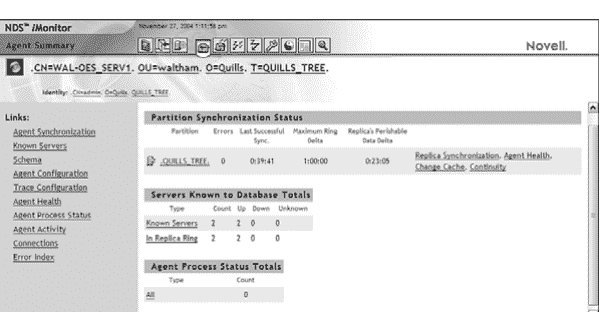 NDS™ iMonitor
November 27, 2004 1:11:56 pm
Agent Summary
Novell.
.CN=WAL-OES_SERV1. OU=waltham. O=Quills. T=QUILLS_TREE.
Identity: .CN=admin. O=Quills. QUILLS_TREE.
Links:
Agent Synchronization
Known Servers
Schema
Agent Configuration
Trace Configuration
Agent Health
Agent Process Status
Agent Activity
Connections
Error Index
Partition Synchronization Status
Partition Errors Last Successful Sync. Maximum Ring Delta Replica's Perishable Data Delta
.QUILLS_TREE. 0 0:39:41 1:00:00 0:23:05 Replica Synchronization, Agent Health,
Change Cache, Continuity
Servers Known to Database Totals
Type Count Up Down Unknown
Known Servers 2 2 0 0
In Replica Ring 2 2 0 0
Agent Process Status Totals
Type Count
All 0